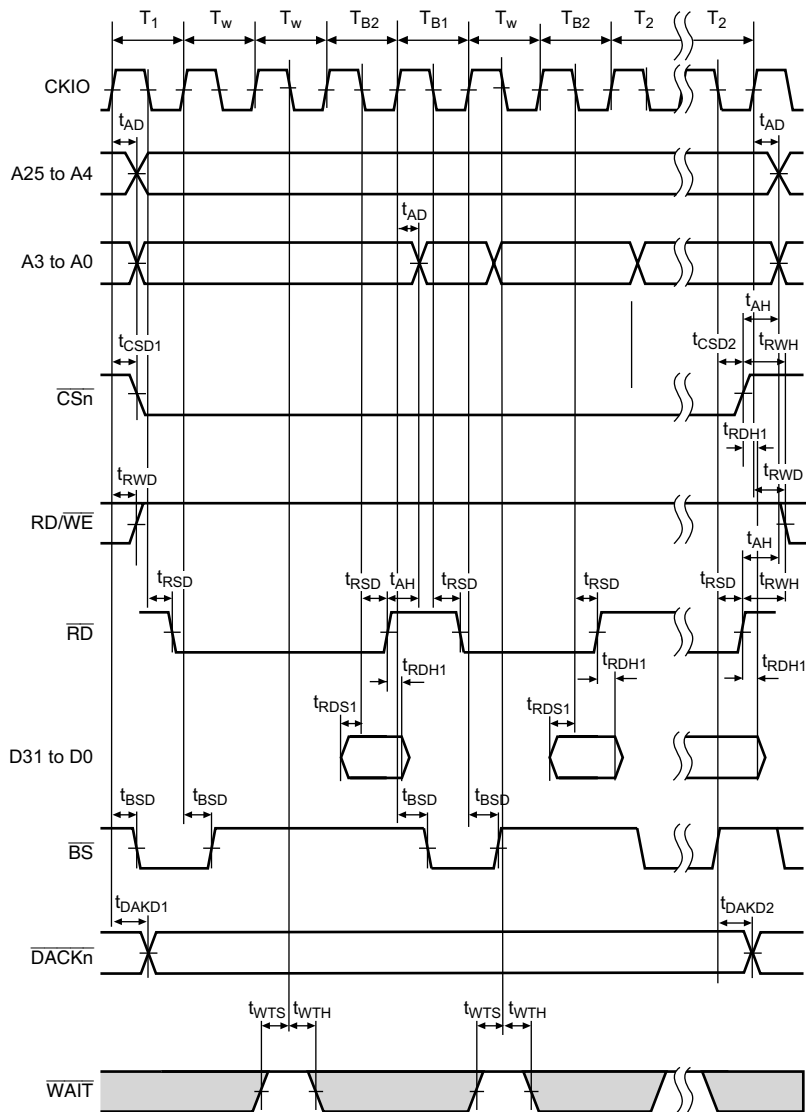 T1 Tw Tw TB2 TB1 Tw TB2 T2 T2
CKIO
tAD tAD
A25 to A4
tAD
A3 to A0
tAH
tCSD1 tCSD2 tRWH
CSn
tRDH1
tRWD tRWD
RD/WE
tAH
tRSD tRSD tAH tRSD tRSD tRSD tRWH
RD
tRDH1 tRDH1 tRDH1
tRDS1 tRDS1
D31 to D0
tBSD tBSD tBSD tBSD
BS
tDAKD1 tDAKD2
DACKn
tWTS tWTH tWTS tWTH
WAIT